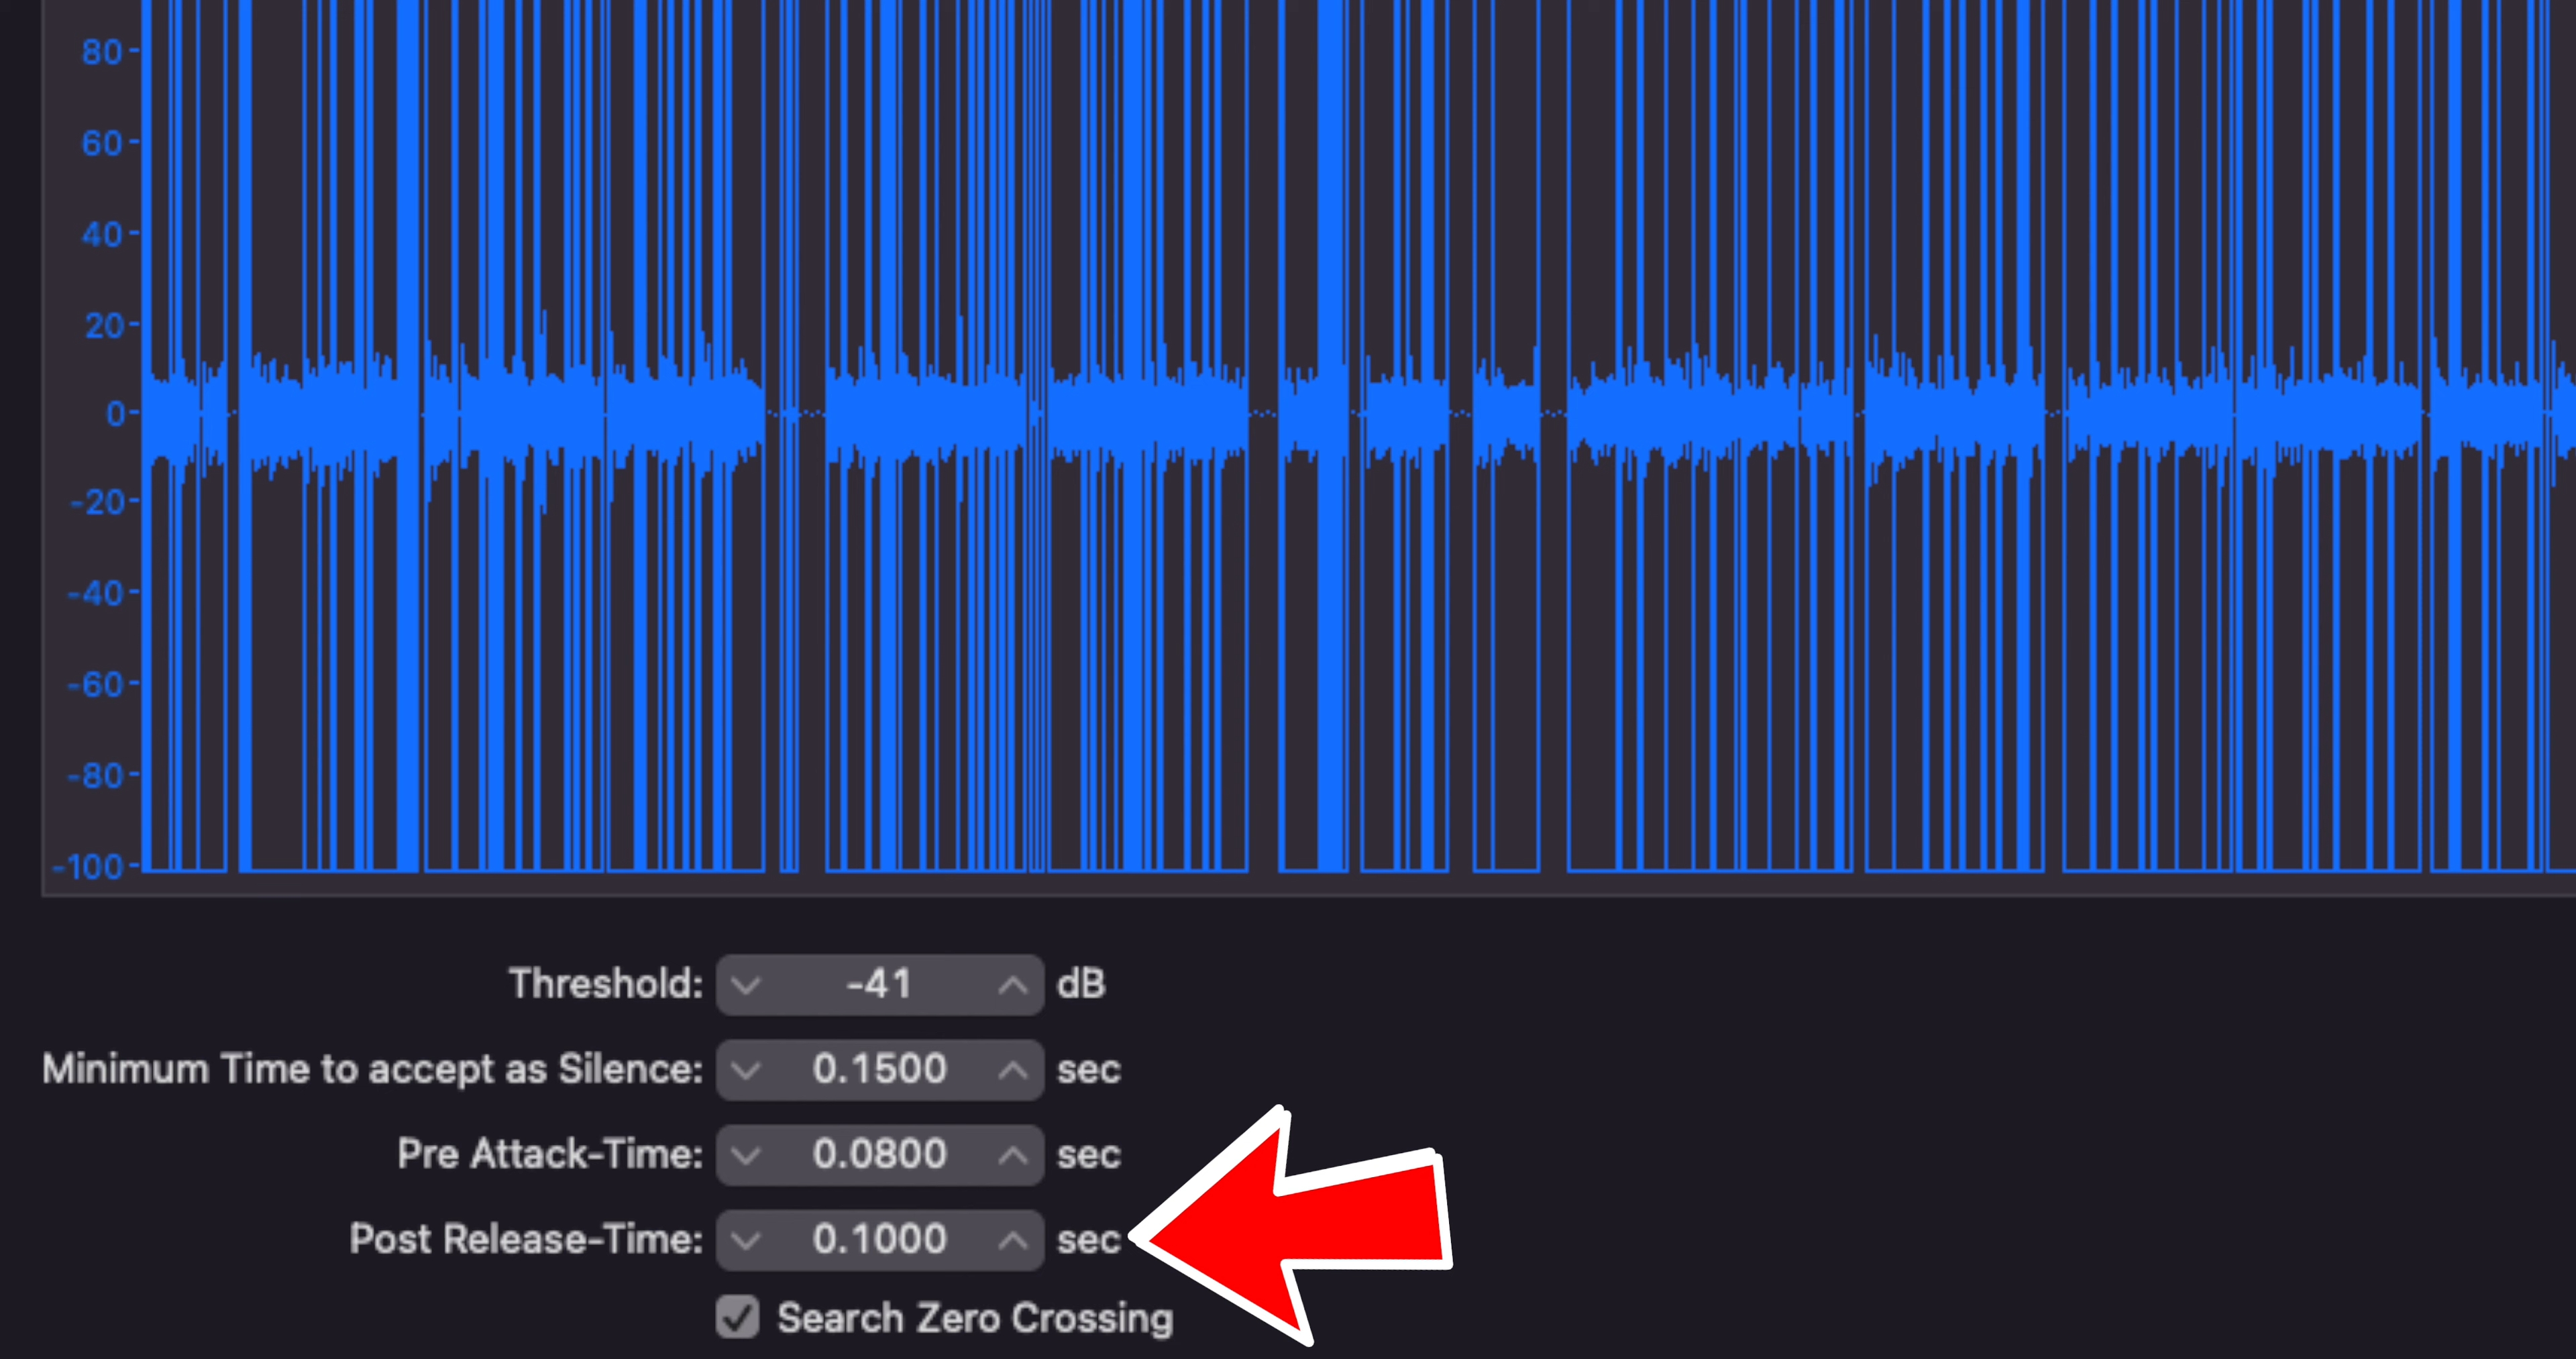 80
60
40
20
0
-20
-40
-60
-80
-100
Threshold: -41 dB
Minimum Time to accept as Silence: 0.1500 sec
Pre Attack-Time: 0.0800 sec
Post Release-Time: 0.1000 sec
Search Zero Crossing